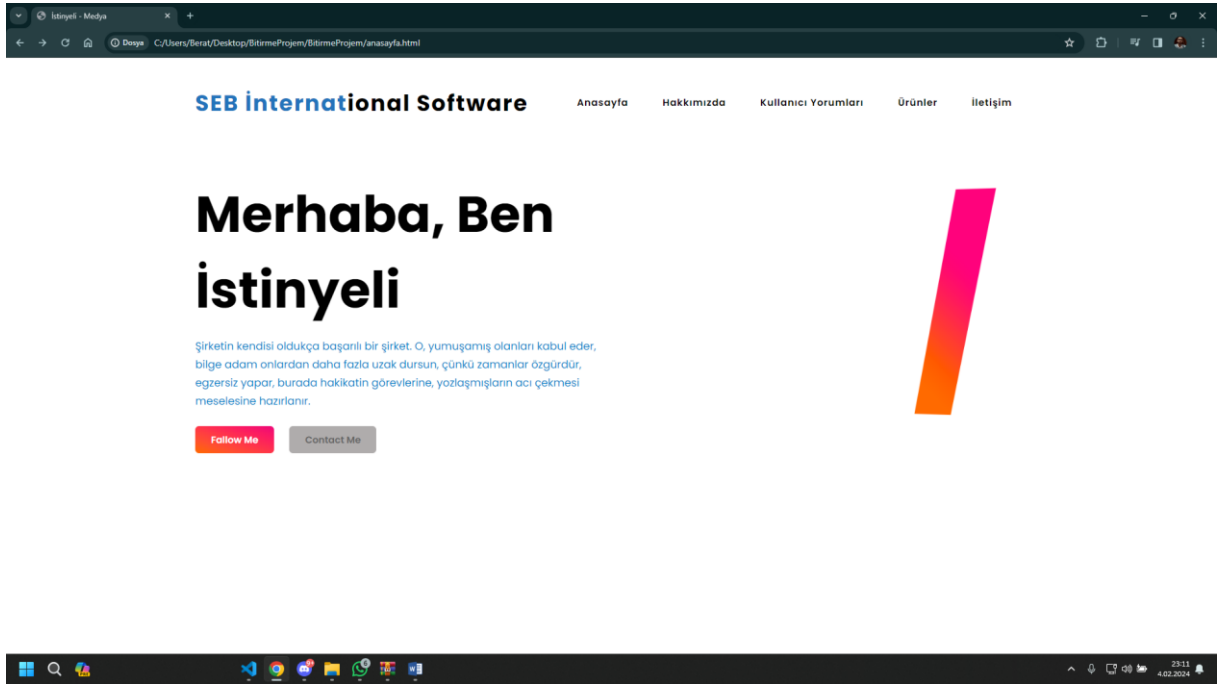 İstinyeli - Medya
Dosya C:/Users/Berat/Desktop/BitirmeProjem/BitirmeProjem/anasayfa.html
SEB İnternational Software
Anasayfa Hakkımızda Kullanıcı Yorumları Ürünler İletişim
Merhaba, Ben
İstinyeli
Şirketin kendisi oldukça başarılı bir şirket. O, yumuşamış olanları kabul eder,
bilge adam onlardan daha fazla uzak dursun, çünkü zamanlar özgürdür,
egzersiz yapar, burada hakikatin görevlerine, yozlaşmışların acı çekmesi
meselesine hazırlanır.
Fallow Me Contact Me
23:11
4.02.2024